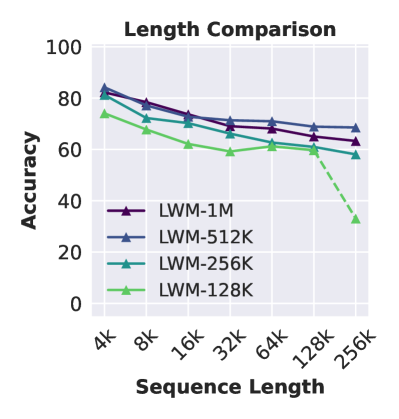 Length Comparison
100
80
60
40
20
0
Accuracy
LWM-1M
LWM-512K
LWM-256K
LWM-128K
4k 8k 16k 32k 64k 128k 256k
Sequence Length